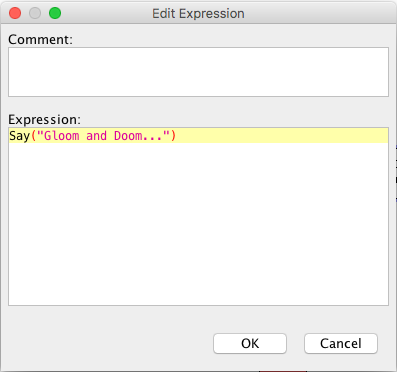 Edit Expression
Comment:
Expression:
Say("Gloom and Doom...")
OK
Cancel